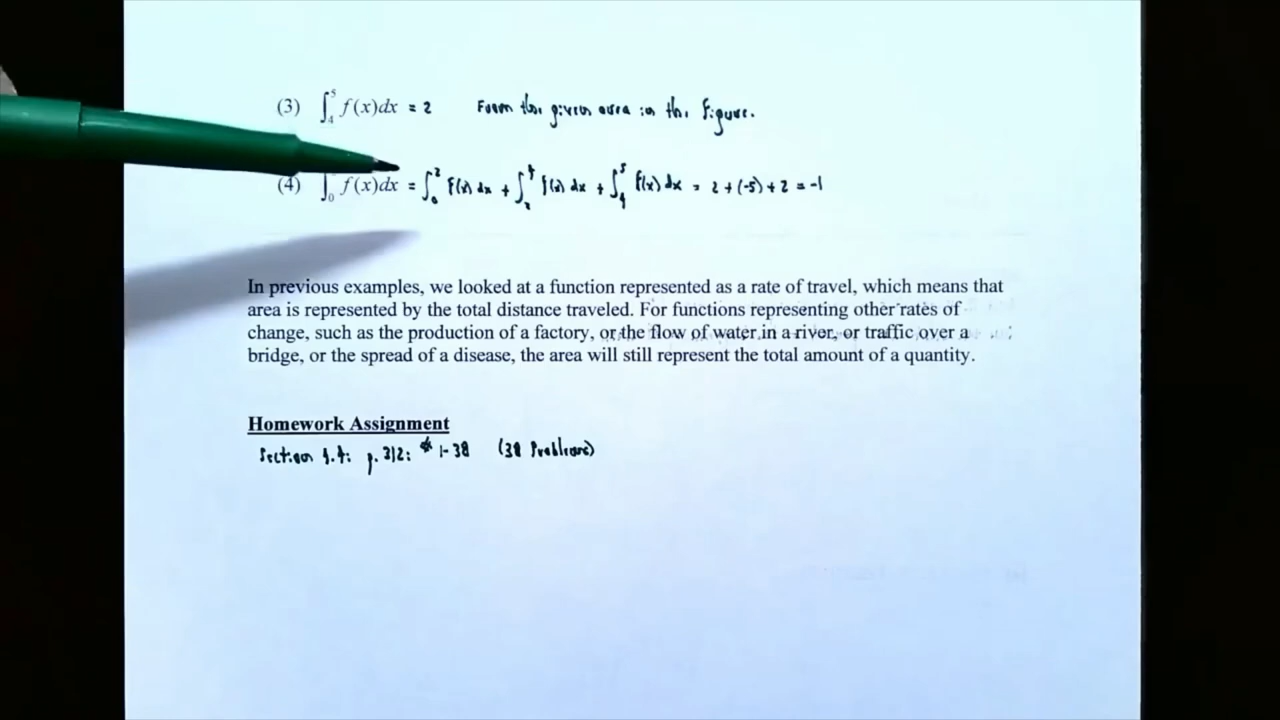 (3) ∫₄⁵ f(x)dx = 2 From the given area in the figure.
(4) ∫₀ f(x)dx = ∫₀² f(x) dx + ∫₂⁴ f(x) dx + ∫₄⁵ f(x) dx = 2 + (-5) + 2 = -1
In previous examples, we looked at a function represented as a rate of travel, which means that
area is represented by the total distance traveled. For functions representing other rates of
change, such as the production of a factory, or the flow of water in a river, or traffic over a
bridge, or the spread of a disease, the area will still represent the total amount of a quantity.
Homework Assignment
Section p. 312: # 1-38 (38 Problems)